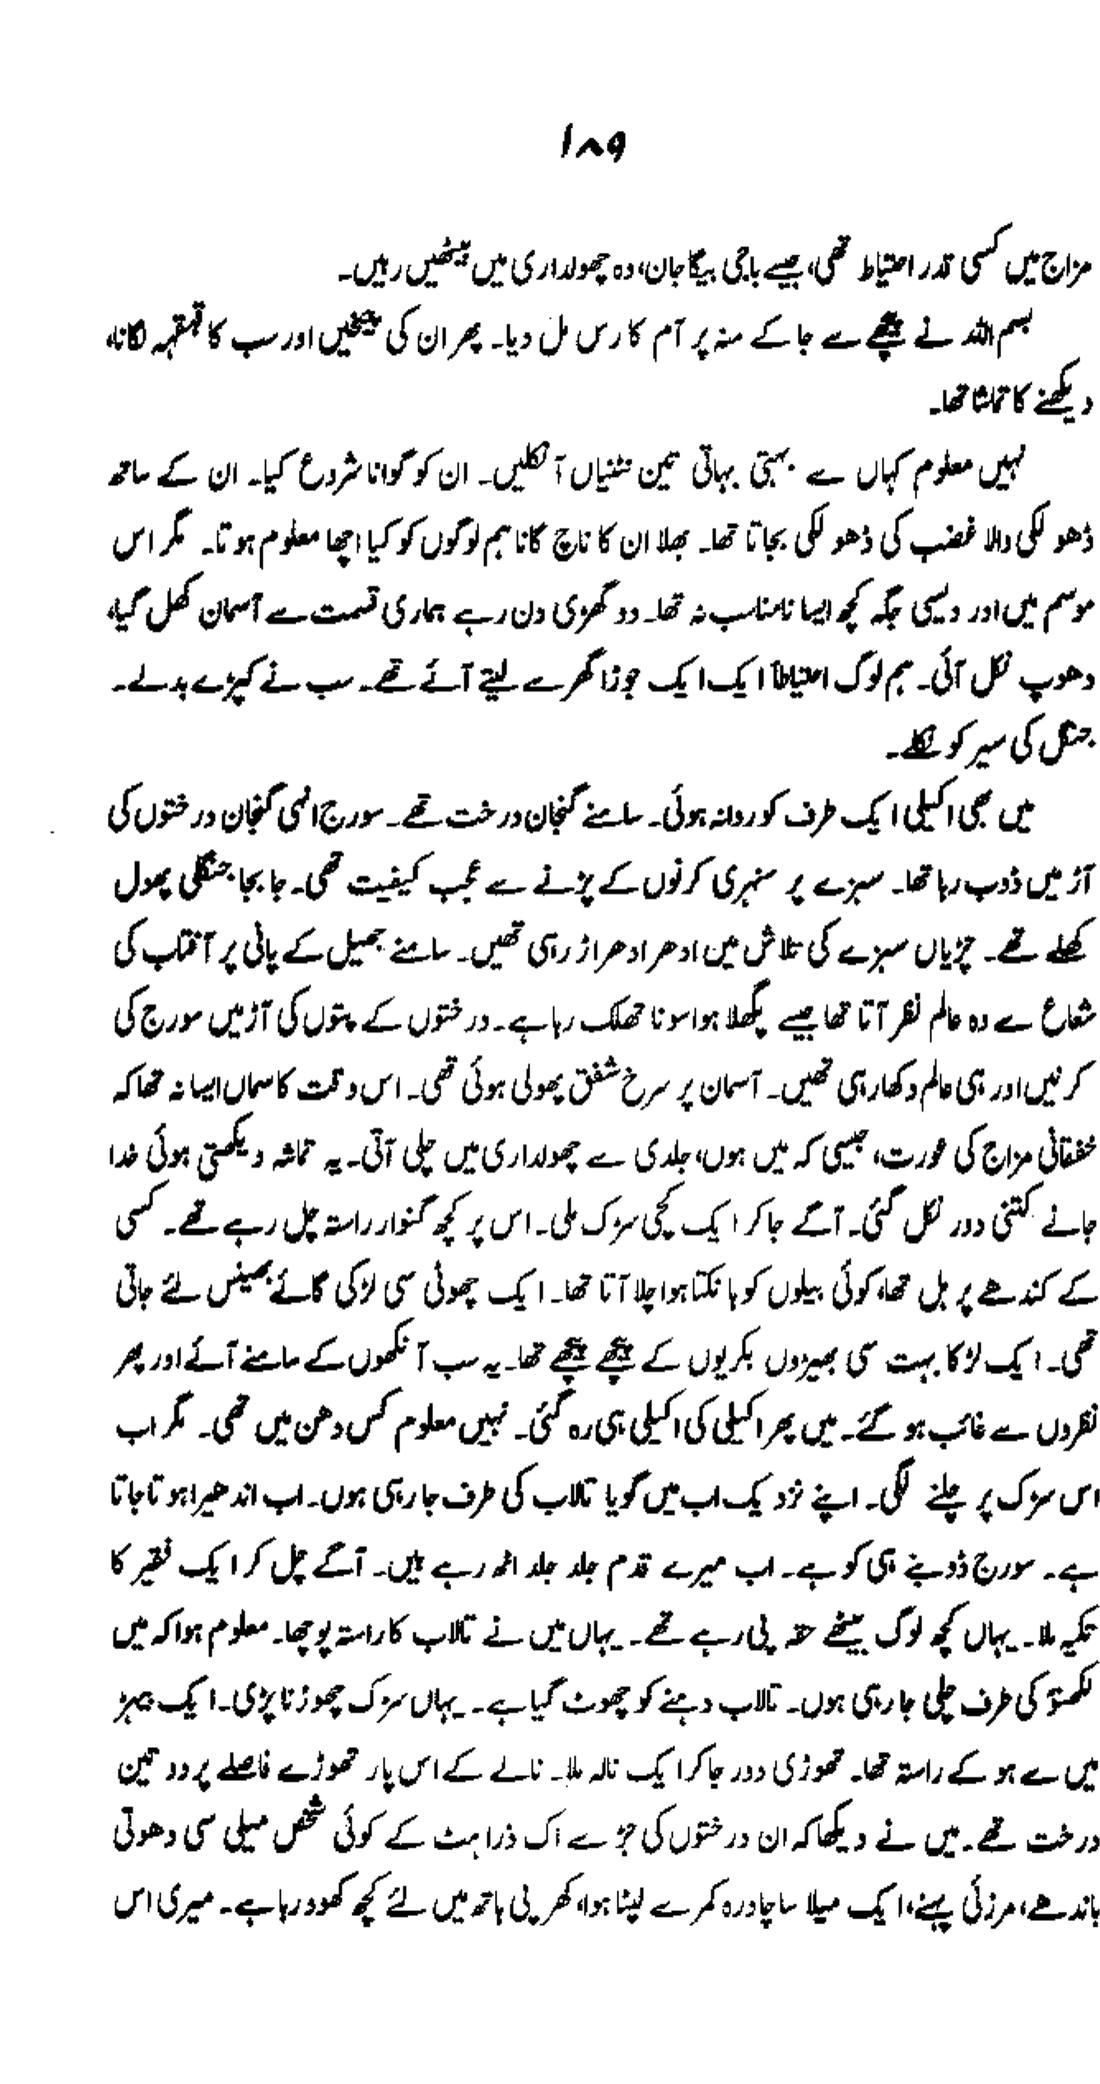 ۱۸۹
مزاج میں کسی قدر احتیاط تھی، جیسے باجی بیگا جان، وہ چھولداری میں بیٹھیں رہیں۔
بسم اللہ نے پیچھے سے جا کے منہ پر آم کا رس مل دیا۔ پھر ان کی چیخیں اور سب کا قہقہہ لگانا،
دیکھنے کا تماشا تھا۔
نہیں معلوم کہاں سے بہتی بہاتی تین نٹنیاں آ نکلیں۔ ان کو گوانا شروع کیا۔ ان کے ساتھ
ڈھولکی والا غضب کی ڈھولکی بجاتا تھا۔ بھلا ان کا ناچ گانا ہم لوگوں کو کیا اچھا معلوم ہوتا۔ مگر اس
موسم میں اور ویسی جگہ کچھ ایسا نامناسب نہ تھا۔ دو گھڑی دن رہے ہماری قسمت سے آسمان کھل گیا،
دھوپ نکل آئی۔ ہم لوگ احتیاطاً ایک ایک جوڑا گھر سے لیتے آئے تھے۔ سب نے کپڑے بدلے۔
جنگل کی سیر کو نکلے۔
میں بھی اکیلی ایک طرف کو روانہ ہوئی۔ سامنے گنجان درخت تھے۔ سورج انہی گنجان درختوں کی
آڑ میں ڈوب رہا تھا۔ سبزے پر سنہری کرنوں کے پڑنے سے عجب کیفیت تھی۔ جا بجا جنگلی پھول
کھلے تھے۔ چڑیاں سبزے کی تلاش مین ادھر ادھر اڑ رہی تھیں۔ سامنے جھیل کے پانی پر آفتاب کی
شعاع سے وہ عالم نظر آتا تھا جیسے پگھلا ہوا سونا تھلک رہا ہے۔ درختوں کے پتوں کی آڑ میں سورج کی
کرنیں اور ہی عالم دکھا رہی تھیں۔ آسمان پر سرخ شفق پھولی ہوئی تھی۔ اس وقت کا سماں ایسا نہ تھا کہ
خفقانی مزاج کی عورت، جیسی کہ میں ہوں، جلدی سے چھولداری میں چلی آتی۔ یہ تماشہ دیکھتی ہوئی خدا
جانے کتنی دور نکل گئی۔ آگے جا کر ایک کچی سڑک ملی۔ اس پر کچھ گنوار راستہ چل رہے تھے۔ کسی
کے کندھے پر ہل تھا، کوئی بیلوں کو ہانکتا ہوا چلا آتا تھا۔ ایک چھوٹی سی لڑکی گائے بھینس لئے جاتی
تھی۔ ایک لڑکا بہت سی بھیڑوں بکریوں کے پیچھے پیچھے تھا۔ یہ سب آنکھوں کے سامنے آئے اور پھر
نظروں سے غائب ہو گئے۔ میں پھر اکیلی کی اکیلی ہی رہ گئی۔ نہیں معلوم کس دھن میں تھی۔ مگر اب
اس سڑک پر چلنے لگی۔ اپنے نزدیک اب میں گویا تالاب کی طرف جا رہی ہوں۔ اب اندھیرا ہوتا جاتا
ہے۔ سورج ڈوبنے ہی کو ہے۔ اب میرے قدم جلد جلد اٹھ رہے ہیں۔ آگے چل کر ایک فقیر کا
تکیہ ملا۔ یہاں کچھ لوگ بیٹھے حقہ پی رہے تھے۔ یہاں میں نے تالاب کا راستہ پوچھا۔ معلوم ہوا کہ میں
لکھنؤ کی طرف چلی جا رہی ہوں۔ تالاب دہنے کو چھوٹ گیا ہے۔ یہاں سڑک چھوڑنا پڑی۔ ایک بیہڑ
میں سے ہو کے راستہ تھا۔ تھوڑی دور جا کر ایک نالہ ملا۔ نالے کے اس پار تھوڑے فاصلے پر دو تین
درخت تھے۔ میں نے دیکھا کہ ان درختوں کی جڑ سے اک ذرا ہٹ کے کوئی شخص میلی سی دھوتی
باندھے، مرزئی پہنے، ایک میلا سا چادرہ کمر سے لپٹا ہوا، کھرپی ہاتھ میں لئے کچھ کھود رہا ہے۔ میری اس